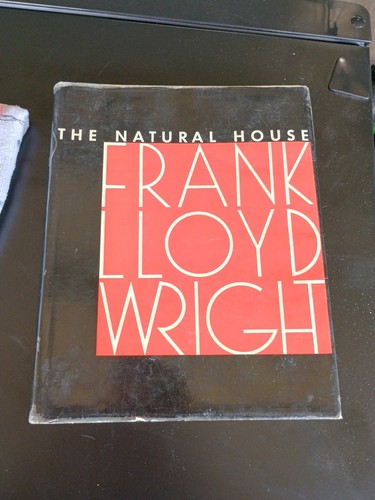 THE NATURAL HOUSE
FRANK
LLOYD
WRIGHT